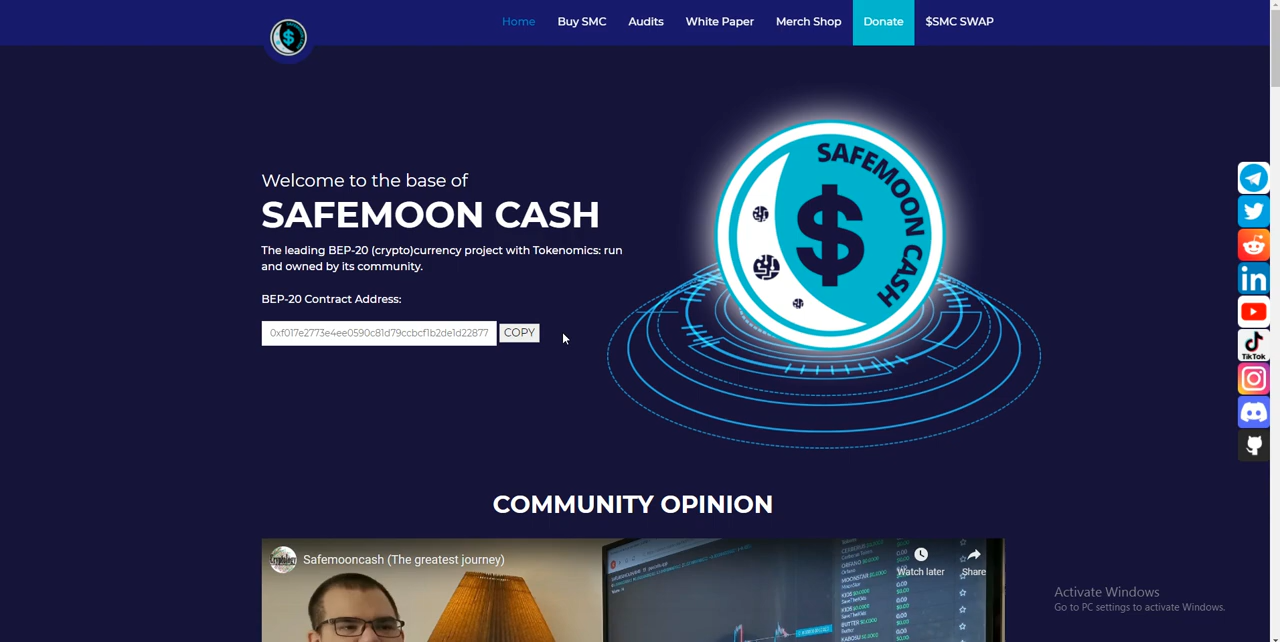 Home Buy SMC Audits White Paper Merch Shop Donate $SMC SWAP
Welcome to the base of
SAFEMOON CASH
The leading BEP-20 (crypto)currency project with Tokenomics: run
and owned by its community.
BEP-20 Contract Address:
0xf017e2773e4ee0590c81d79ccbcf1b2de1d22877 COPY
SAFEMOON CASH
$
TikTok
COMMUNITY OPINION
Safemooncash (The greatest journey)
Watch later
Share
Activate Windows
Go to PC settings to activate Windows.